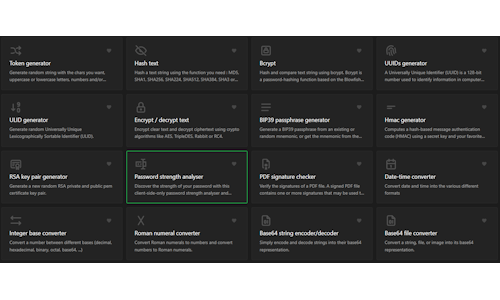 Token generator
Generate random string with the chars you want,
uppercase or lowercase letters, numbers and/or...
Hash text
Hash a text string using the function you need : MD5,
SHA1, SHA256, SHA224, SHA512, SHA384, SHA3 or...
Bcrypt
Hash and compare text string using bcrypt. Bcrypt is
a password-hashing function based on the Blowfish...
UUIDs generator
A Universally Unique Identifier (UUID) is a 128-bit
number used to identify information in computer...
ULID generator
Generate random Universally Unique
Lexicographically Sortable Identifier (ULID).
Encrypt / decrypt text
Encrypt clear text and decrypt ciphertext using crypto
algorithms like AES, TripleDES, Rabbit or RC4.
BIP39 passphrase generator
Generate a BIP39 passphrase from an existing or
random mnemonic, or get the mnemonic from the...
Hmac generator
Computes a hash-based message authentication
code (HMAC) using a secret key and your favorite...
RSA key pair generator
Generate a new random RSA private and public pem
certificate key pair.
Password strength analyser
Discover the strength of your password with this
client-side-only password strength analyser and...
PDF signature checker
Verify the signatures of a PDF file. A signed PDF file
contains one or more signatures that may be used t...
Date-time converter
Convert date and time into the various different
formats
Integer base converter
Convert a number between different bases (decimal,
hexadecimal, binary, octal, base64, ...)
Roman numeral converter
Convert Roman numerals to numbers and convert
numbers to Roman numerals.
Base64 string encoder/decoder
Simply encode and decode strings into their base64
representation.
Base64 file converter
Convert a string, file, or image into its base64
representation.